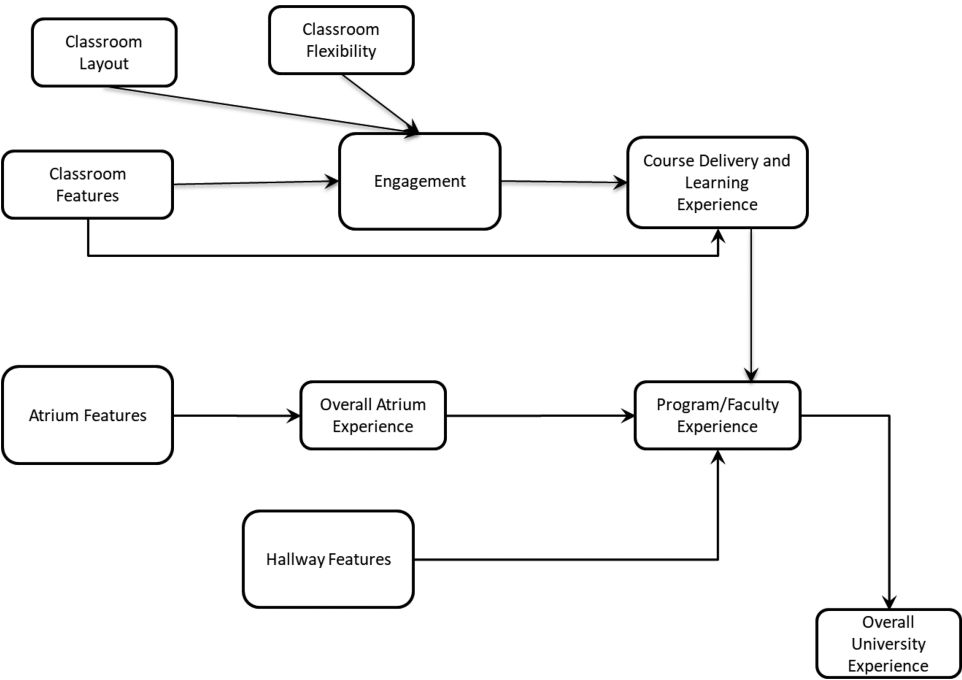 Classroom
Layout
Classroom
Flexibility
Classroom
Features
Engagement
Course Delivery and
Learning
Experience
Atrium Features
Overall Atrium
Experience
Program/Faculty
Experience
Hallway Features
Overall
University
Experience